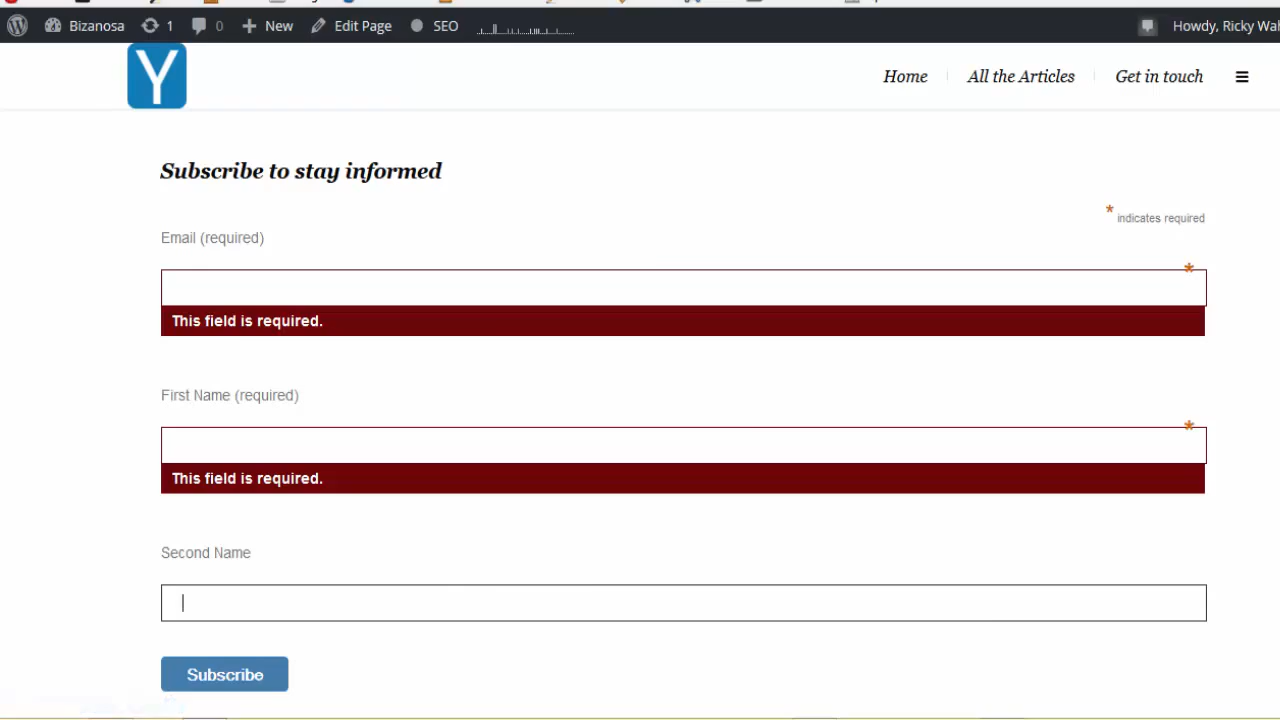 Bizanosa 1 0 New Edit Page SEO Howdy, Ricky Wah
Y Home All the Articles Get in touch
Subscribe to stay informed
* indicates required
Email (required)
*
This field is required.
First Name (required)
*
This field is required.
Second Name
Subscribe